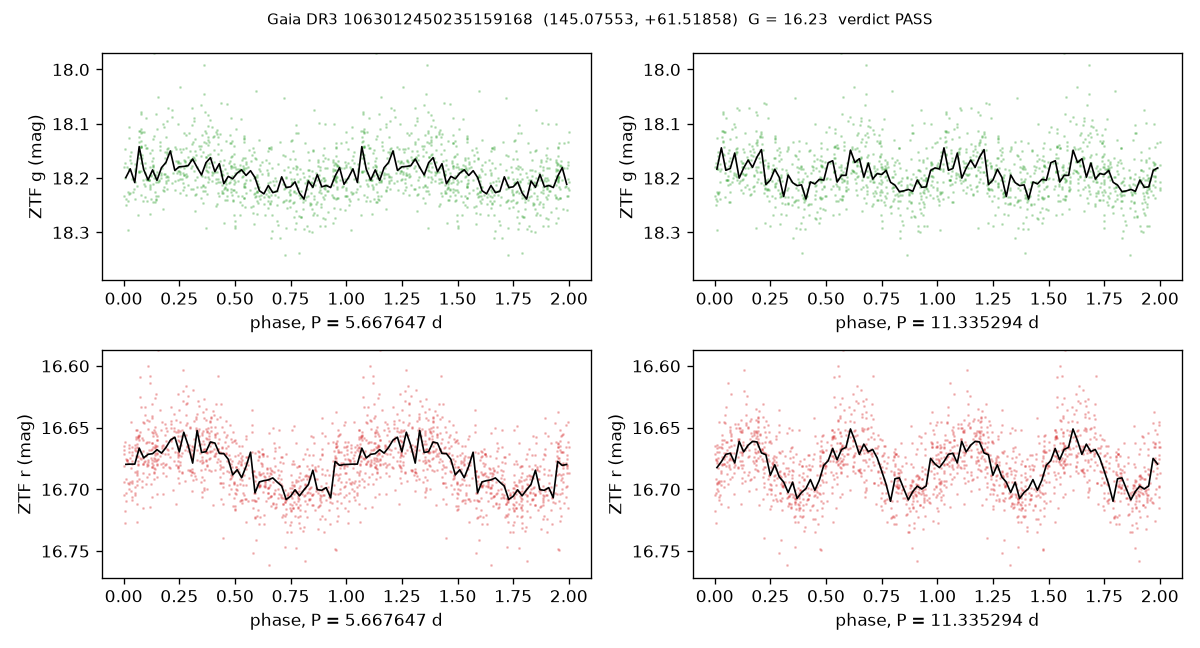 Gaia DR3 1063012450235159168 (145.07553, +61.51858) G = 16.23 verdict PASS
ZTF g (mag)
18.0
18.1
18.2
18.3
0.00 0.25 0.50 0.75 1.00 1.25 1.50 1.75 2.00
phase, P = 5.667647 d
ZTF g (mag)
18.0
18.1
18.2
18.3
0.00 0.25 0.50 0.75 1.00 1.25 1.50 1.75 2.00
phase, P = 11.335294 d
ZTF r (mag)
16.60
16.65
16.70
16.75
0.00 0.25 0.50 0.75 1.00 1.25 1.50 1.75 2.00
phase, P = 5.667647 d
ZTF r (mag)
16.60
16.65
16.70
16.75
0.00 0.25 0.50 0.75 1.00 1.25 1.50 1.75 2.00
phase, P = 11.335294 d